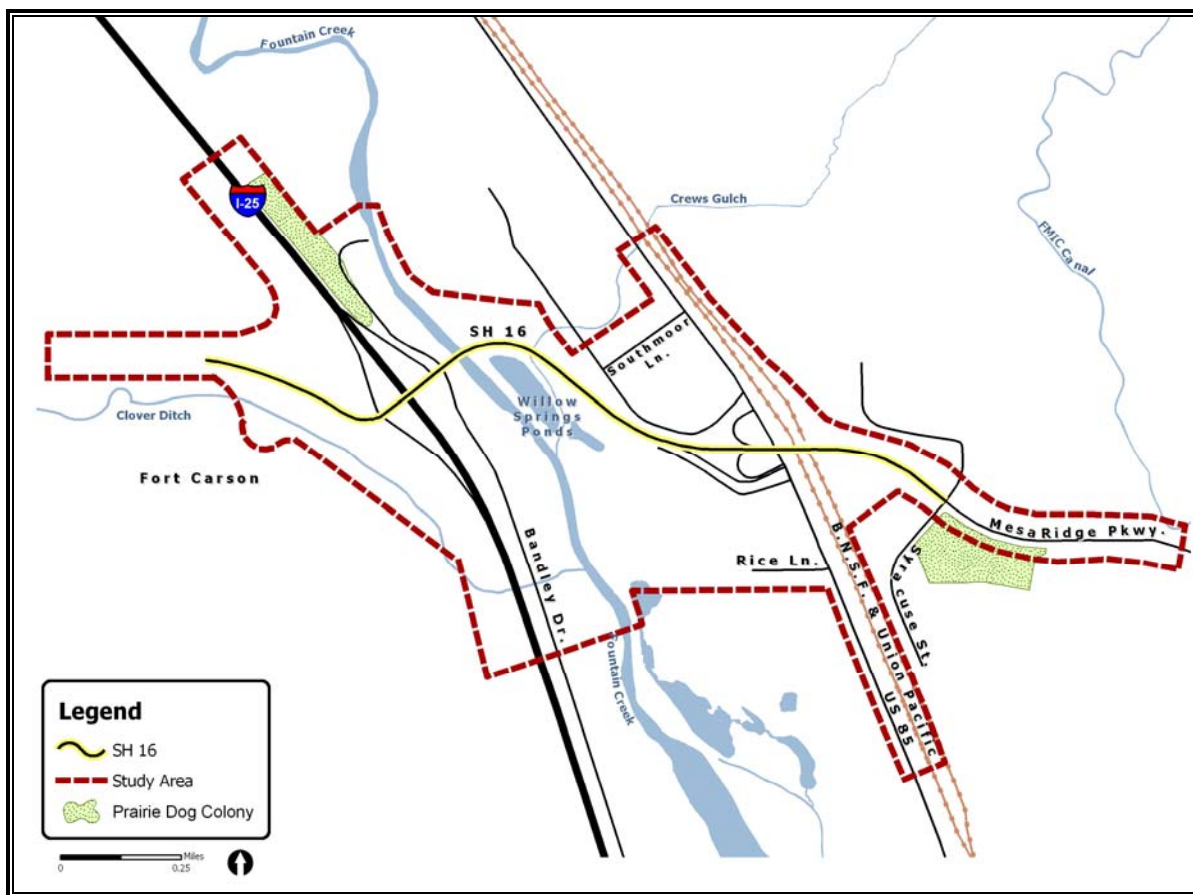 Fountain Creek
I-25
Crews Gulch
FMIC Canal
SH 16
Southmoor
Ln.
Willow
Springs
Ponds
Clover Ditch
Fort Carson
Mesa Ridge Pkwy.
Bandley Dr.
Rice Ln.
B.N.S.F. & Union Pacific
Syracuse St.
US 85
Fountain Creek
Legend
SH 16
Study Area
Prairie Dog Colony
Miles
0 0.25